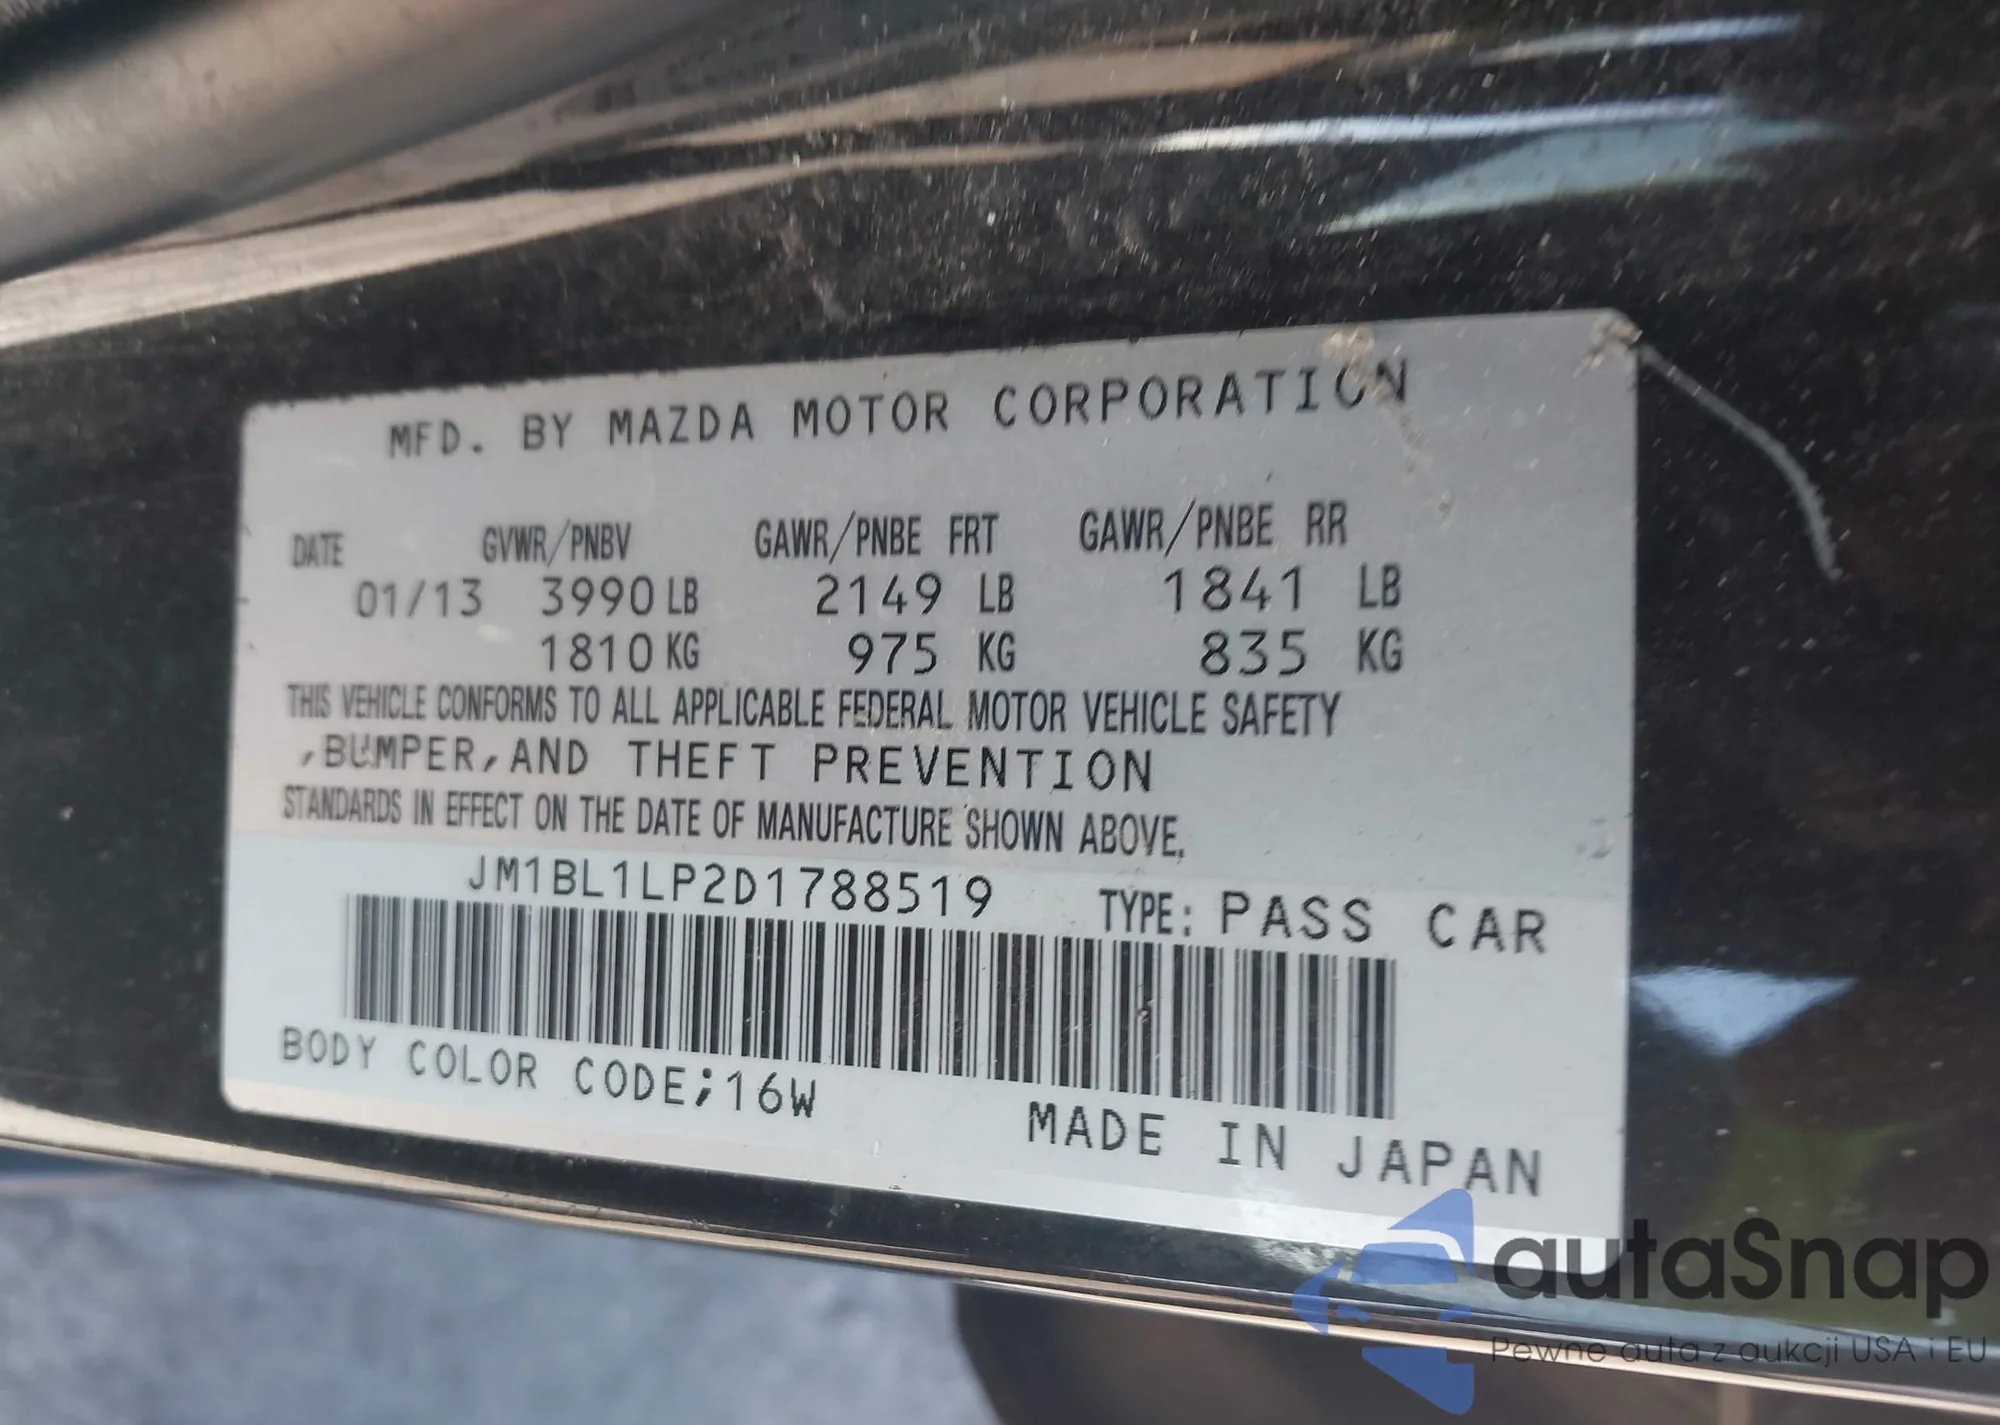 MFD. BY MAZDA MOTOR CORPORATION
DATE GVWR/PNBV GAWR/PNBE FRT GAWR/PNBE RR
01/13 3990 LB 2149 LB 1841 LB
1810 KG 975 KG 835 KG
THIS VEHICLE CONFORMS TO ALL APPLICABLE FEDERAL MOTOR VEHICLE SAFETY
,BUMPER,AND THEFT PREVENTION
STANDARDS IN EFFECT ON THE DATE OF MANUFACTURE SHOWN ABOVE.
JM1BL1LP2D1788519 TYPE: PASS CAR
BODY COLOR CODE;16W
MADE IN JAPAN
autaSnap
Pewne auta z aukcji USA i EU